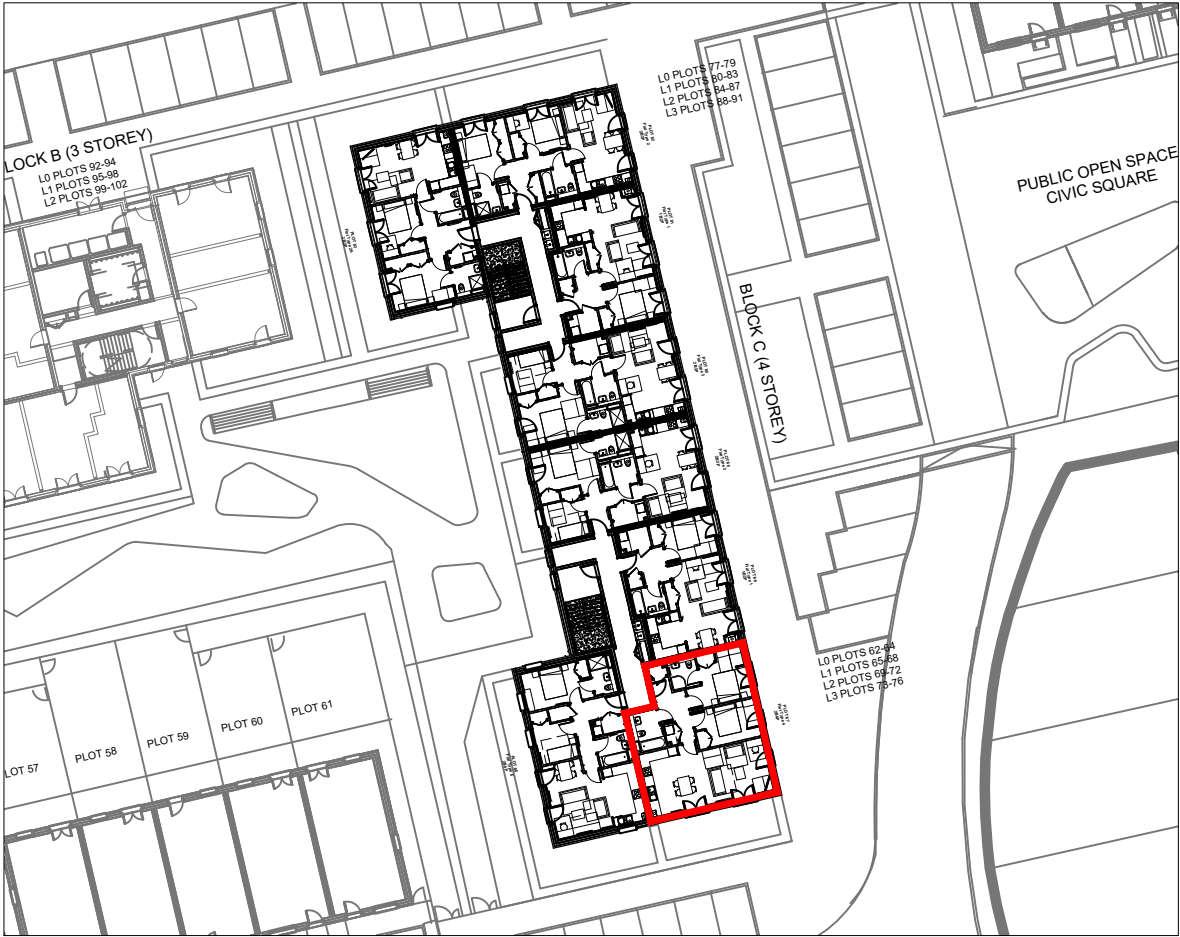 L0 PLOTS 77-79
L1 PLOTS 80-83
L2 PLOTS 84-87
L3 PLOTS 88-91
LOCK B (3 STOREY)
L0 PLOTS 92-94
L1 PLOTS 95-98
L2 PLOTS 99-102
PUBLIC OPEN SPACE
CIVIC SQUARE
BLOCK C (4 STOREY)
L0 PLOTS 62-64
L1 PLOTS 65-68
L2 PLOTS 69-72
L3 PLOTS 73-76
LOT 57
PLOT 58
PLOT 59
PLOT 60
PLOT 61